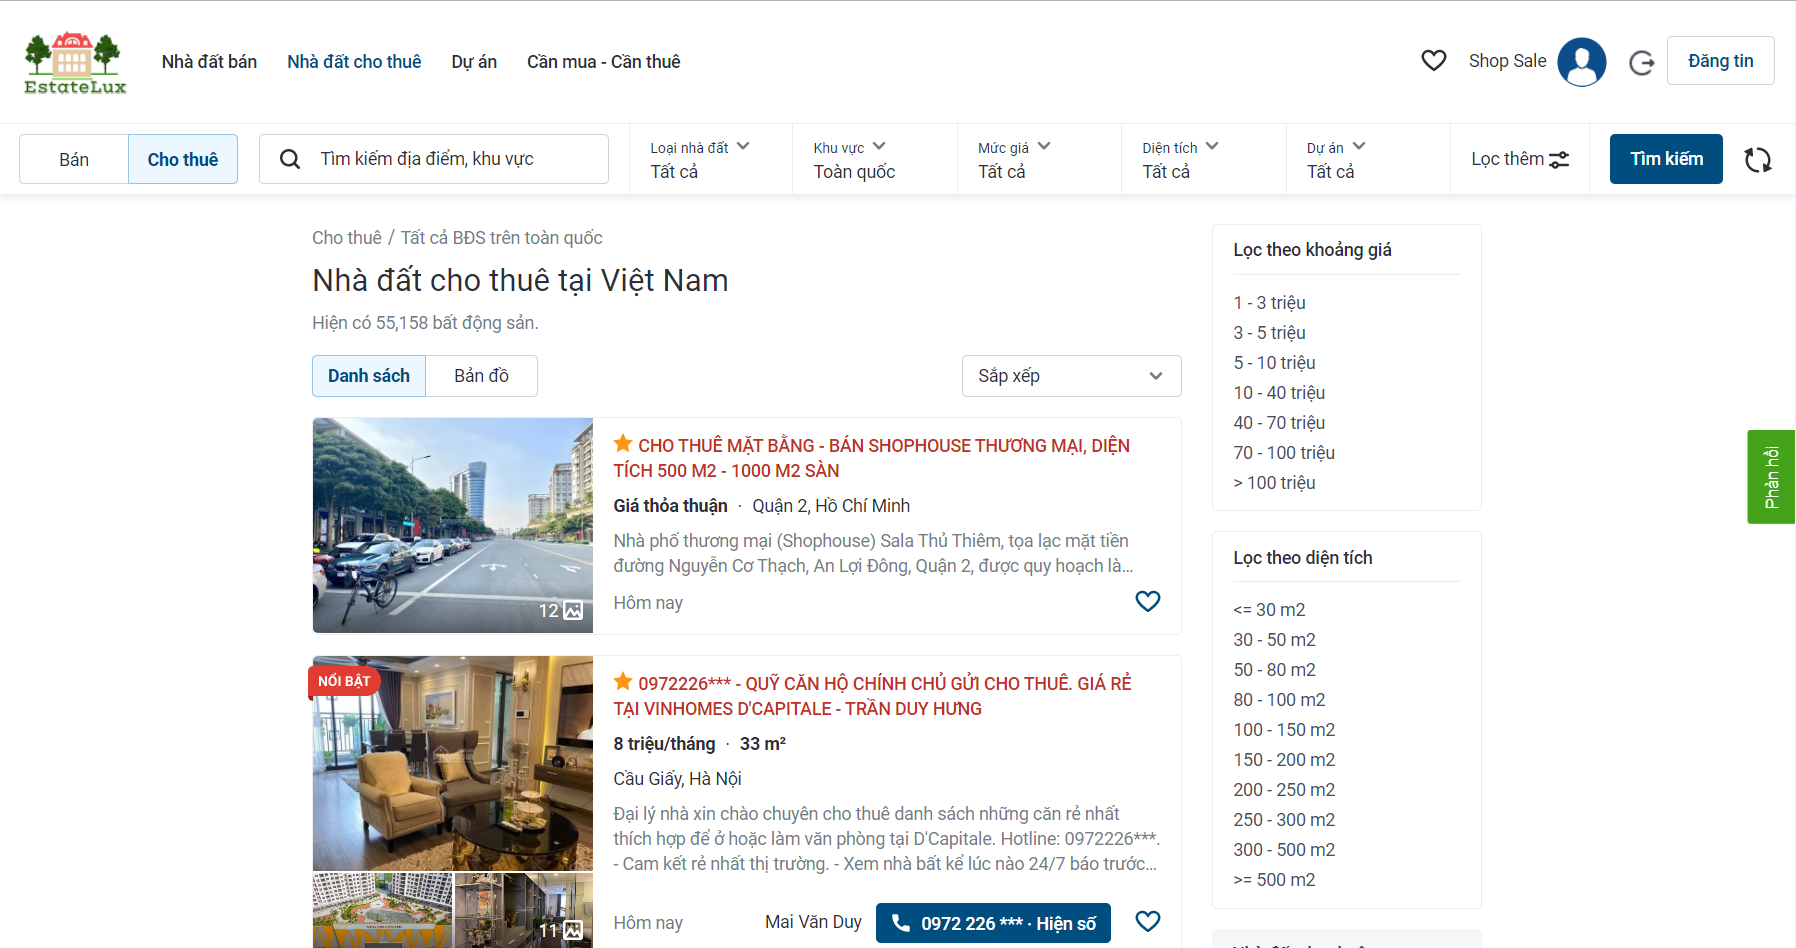 EstateLux
Nhà đất bán
Nhà đất cho thuê
Dự án
Cần mua - Cần thuê
Shop Sale
Đăng tin
Bán
Cho thuê
Tìm kiếm địa điểm, khu vực
Loại nhà đất
Tất cả
Khu vực
Toàn quốc
Mức giá
Tất cả
Diện tích
Tất cả
Dự án
Tất cả
Lọc thêm
Tìm kiếm
Cho thuê / Tất cả BĐS trên toàn quốc
Nhà đất cho thuê tại Việt Nam
Hiện có 55,158 bất động sản.
Danh sách
Bản đồ
Sắp xếp
CHO THUÊ MẶT BẰNG - BÁN SHOPHOUSE THƯƠNG MẠI, DIỆN
TÍCH 500 M2 - 1000 M2 SÀN
Giá thỏa thuận · Quận 2, Hồ Chí Minh
Nhà phố thương mại (Shophouse) Sala Thủ Thiêm, tọa lạc mặt tiền
đường Nguyễn Cơ Thạch, An Lợi Đông, Quận 2, được quy hoạch là...
Hôm nay
12
NỔI BẬT
0972226*** - QUỸ CĂN HỘ CHÍNH CHỦ GỬI CHO THUÊ. GIÁ RẺ
TẠI VINHOMES D'CAPITALE - TRẦN DUY HƯNG
8 triệu/tháng · 33 m²
Cầu Giấy, Hà Nội
Đại lý nhà xin chào chuyên cho thuê danh sách những căn rẻ nhất
thích hợp để ở hoặc làm văn phòng tại D'Capitale. Hotline: 0972226***.
- Cam kết rẻ nhất thị trường. - Xem nhà bất kể lúc nào 24/7 báo trước...
11
Hôm nay
Mai Văn Duy
0972 226 *** · Hiện số
Lọc theo khoảng giá
1 - 3 triệu
3 - 5 triệu
5 - 10 triệu
10 - 40 triệu
40 - 70 triệu
70 - 100 triệu
> 100 triệu
Lọc theo diện tích
<= 30 m2
30 - 50 m2
50 - 80 m2
80 - 100 m2
100 - 150 m2
150 - 200 m2
200 - 250 m2
250 - 300 m2
300 - 500 m2
>= 500 m2
Phản hồi